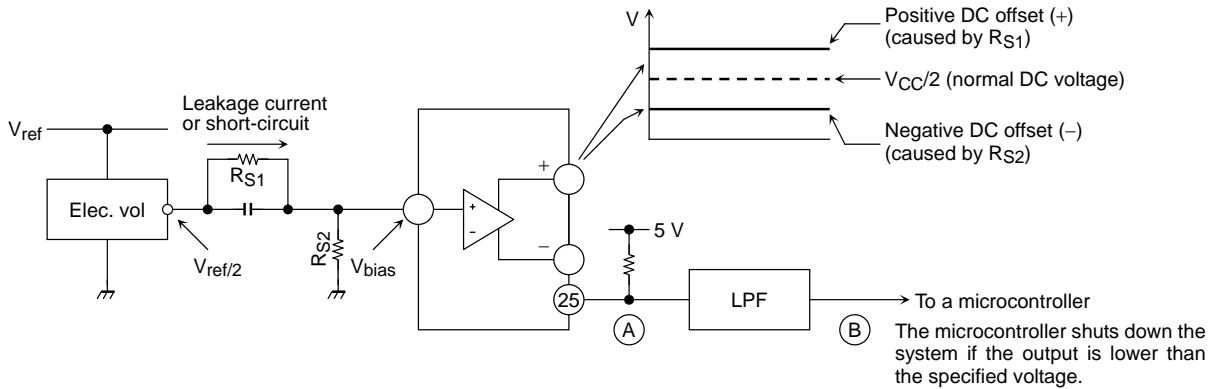 V
Positive DC offset (+)
(caused by RS1)
VCC/2 (normal DC voltage)
Negative DC offset (−)
(caused by RS2)
Leakage current
or short-circuit
Vref
RS1
Elec. vol
Vref/2
RS2
Vbias
+
−
+
−
5 V
25
A
LPF
B
To a microcontroller
The microcontroller shuts down the
system if the output is lower than
the specified voltage.